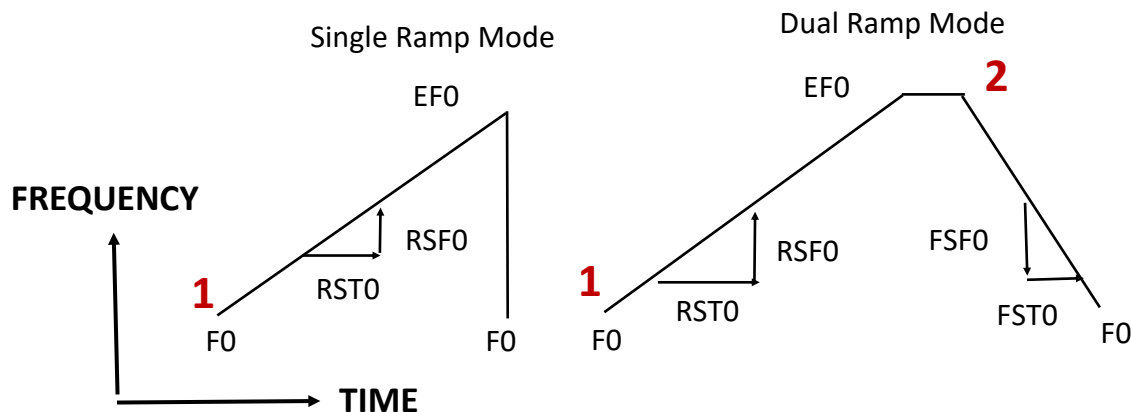 Single Ramp Mode
Dual Ramp Mode
EF0
EF0
2
FREQUENCY
RSF0
RSF0
FSF0
1
RST0
1
RST0
FST0
F0
F0
F0
F0
TIME